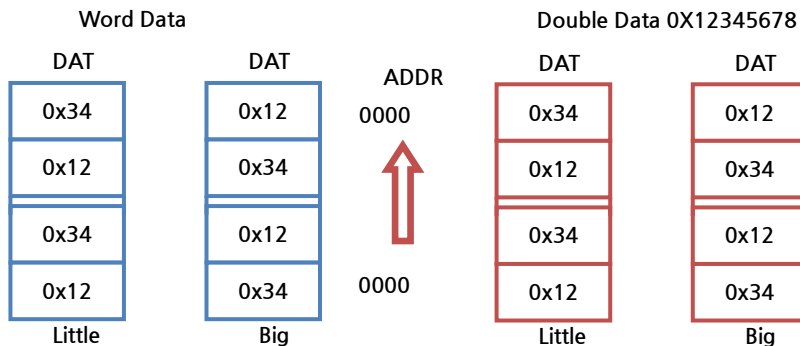 Word Data Double Data 0X12345678
DAT DAT ADDR DAT DAT
0x34 0x12 0000 0x34 0x12
0x12 0x34 0x12 0x34
0x34 0x12 0x34 0x12
0x12 0x34 0000 0x12 0x34
Little Big Little Big